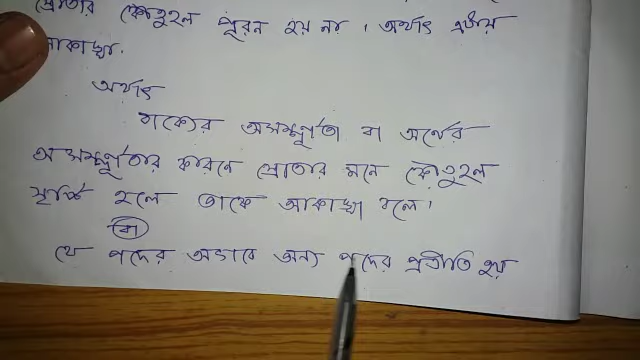 শ্রোতার কৌতুহল পূরন হয় না । অর্থাৎ এটায়
আকাঙ্খা.
অর্থাৎ
বাক্যের অসম্পূর্ণতা বা অর্থের
অসম্পূর্ণতার কারনে শ্রোতার মনে কৌতুহল
সৃষ্টি হলে তাকে আকাঙ্খা বলে।
বা
যে পদের অভাবে অন্য পদের প্রতীতি হয়